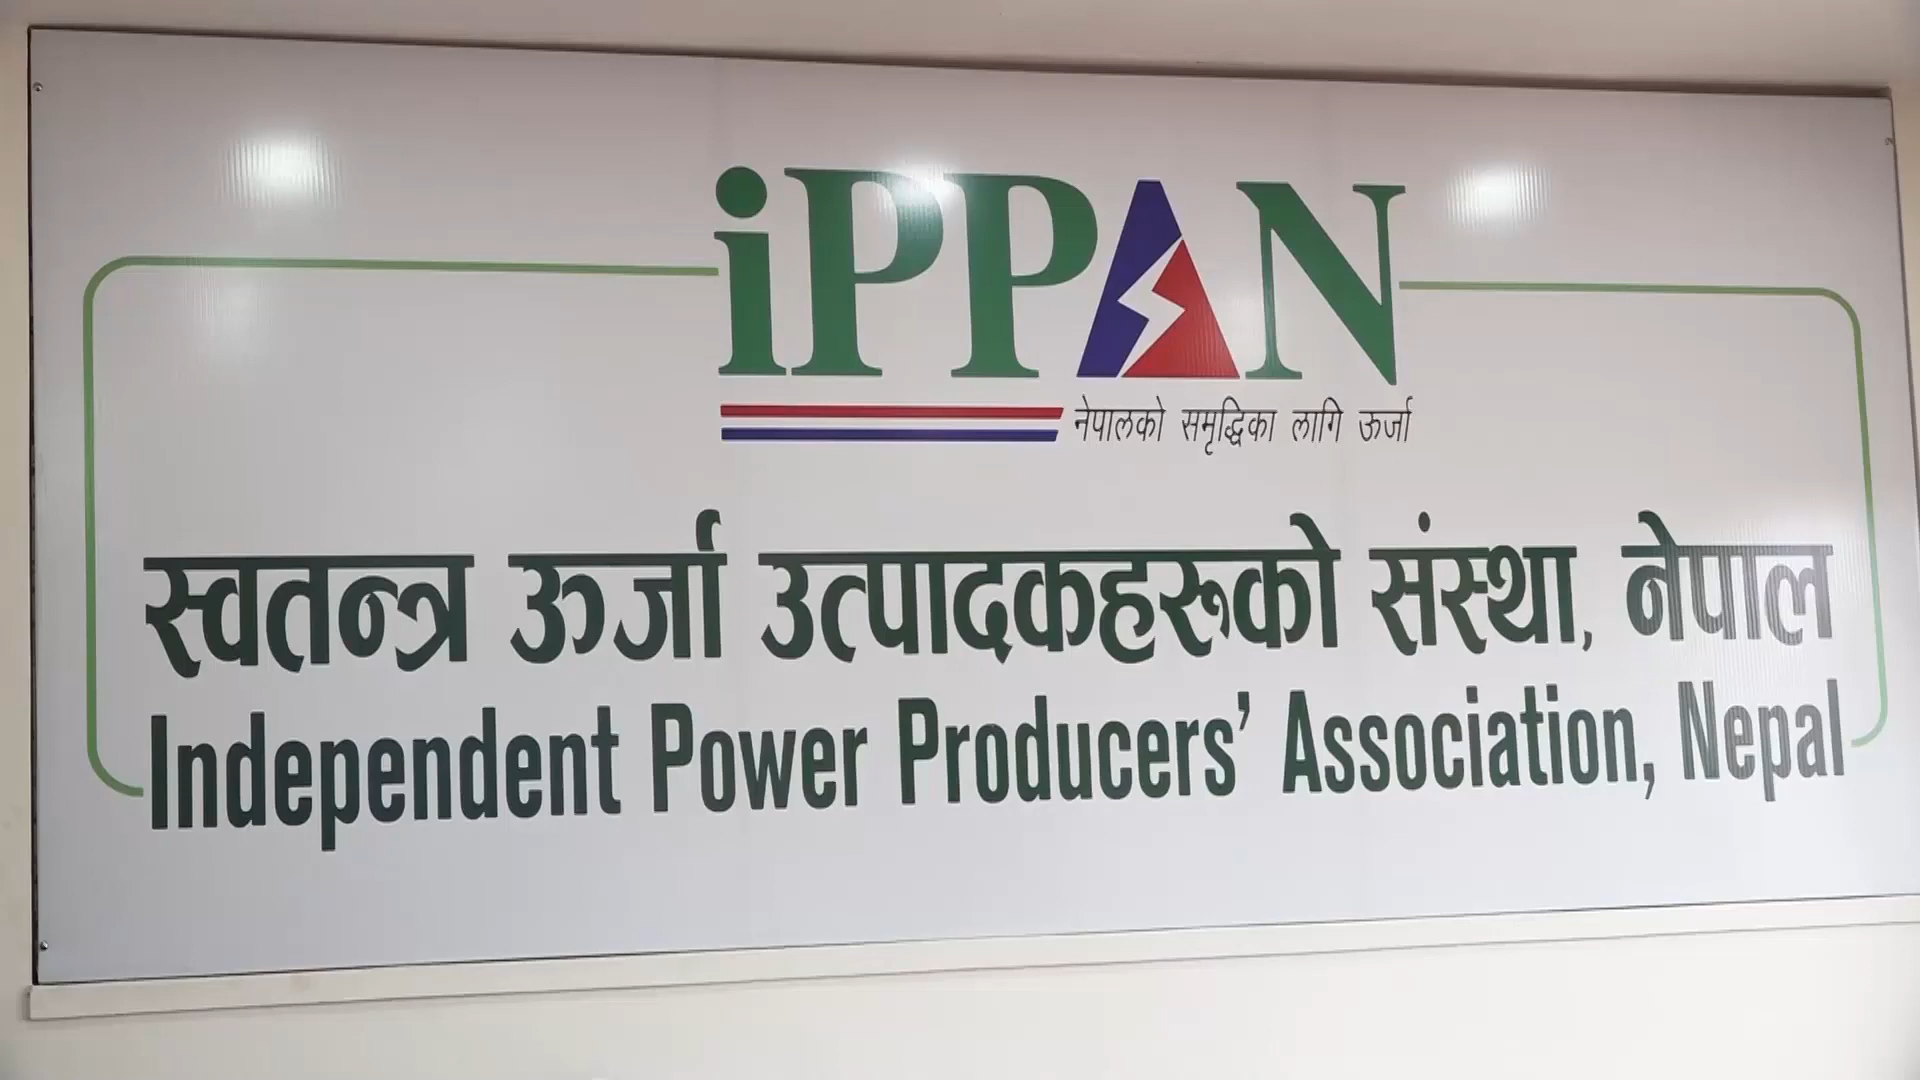 iPPAN
नेपालको समृद्धिका लागि ऊर्जा
स्वतन्त्र ऊर्जा उत्पादकहरूको संस्था, नेपाल
Independent Power Producers' Association, Nepal